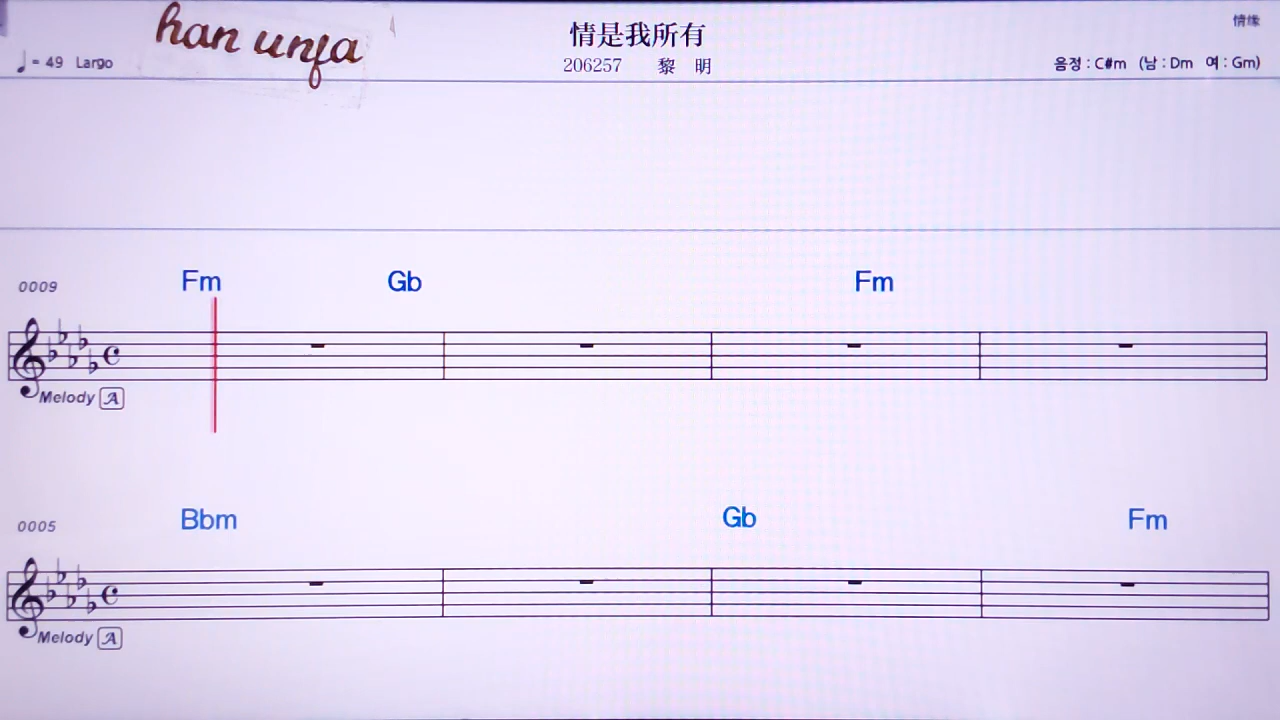 han unfa
情是我所有
情缘
♩= 49 Largo
206257 黎 明
음정 : C#m (남 : Dm 여 : Gm)
0009 Fm Gb Fm
Melody A
0005 Bbm Gb Fm
Melody A